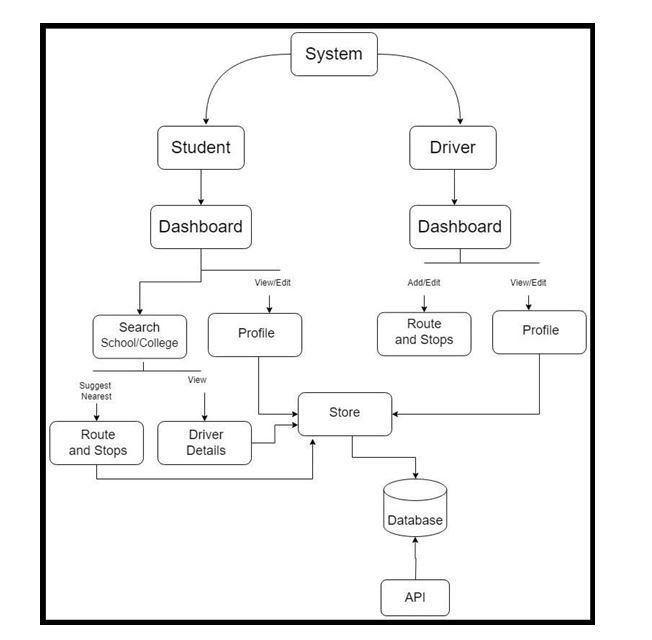 System
Student
Driver
Dashboard
Dashboard
View/Edit
Add/Edit
View/Edit
Search
School/College
Profile
Route
and Stops
Profile
Suggest
Nearest
View
Store
Route
and Stops
Driver
Details
Database
API